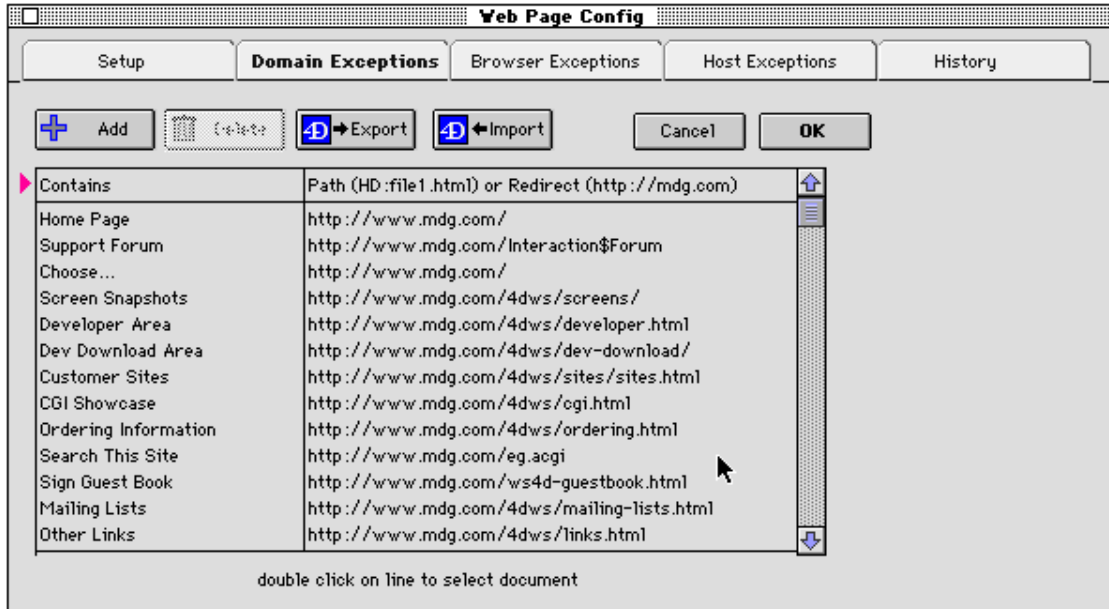 Web Page Config
Setup Domain Exceptions Browser Exceptions Host Exceptions History
Add Delete 4D Export 4D Import Cancel OK
Contains Path (HD:file1.html) or Redirect (http://mdg.com)
Home Page http://www.mdg.com/
Support Forum http://www.mdg.com/Interaction$Forum
Choose... http://www.mdg.com/
Screen Snapshots http://www.mdg.com/4dws/screens/
Developer Area http://www.mdg.com/4dws/developer.html
Dev Download Area http://www.mdg.com/4dws/dev-download/
Customer Sites http://www.mdg.com/4dws/sites/sites.html
CGI Showcase http://www.mdg.com/4dws/cgi.html
Ordering Information http://www.mdg.com/4dws/ordering.html
Search This Site http://www.mdg.com/eg.acgi
Sign Guest Book http://www.mdg.com/ws4d-guestbook.html
Mailing Lists http://www.mdg.com/4dws/mailing-lists.html
Other Links http://www.mdg.com/4dws/links.html
double click on line to select document